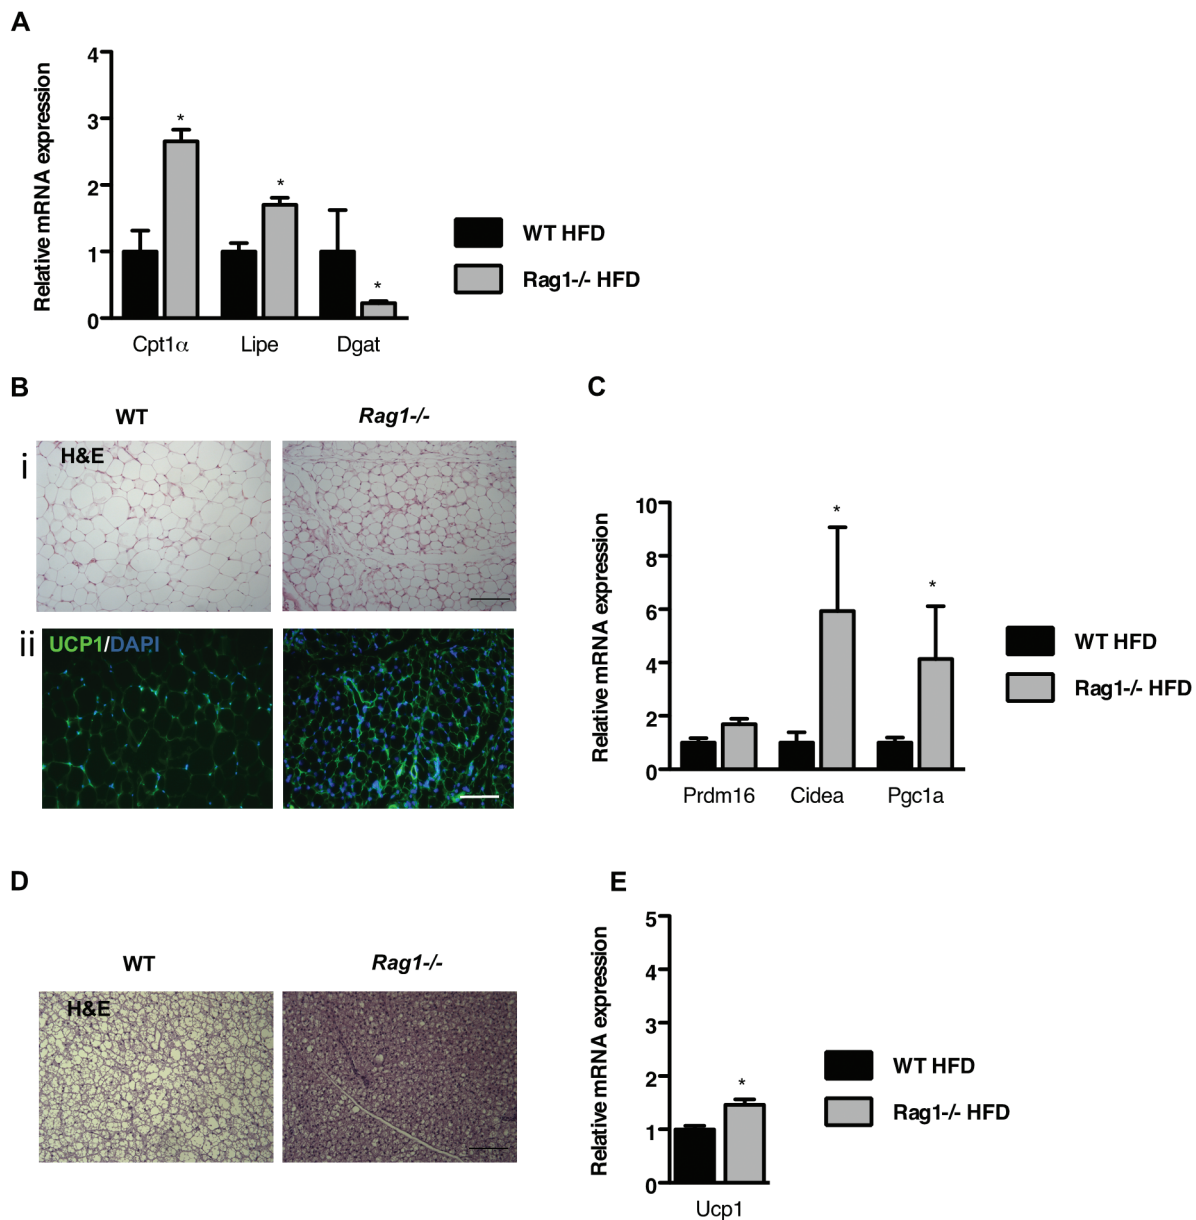 A
Relative mRNA expression
4
3
2
1
0
*
*
*
Cpt1α Lipe Dgat
WT HFD
Rag1-/- HFD
B
WT Rag1-/-
i
H&E
ii
UCP1/DAPI
C
Relative mRNA expression
10
8
6
4
2
0
*
*
Prdm16 Cidea Pgc1a
WT HFD
Rag1-/- HFD
D
WT Rag1-/-
H&E
E
Relative mRNA expression
5
4
3
2
1
0
*
Ucp1
WT HFD
Rag1-/- HFD